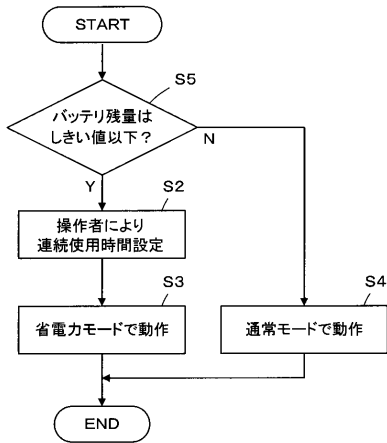 START
S5
バッテリ残量は
しきい値以下？
N
Y
S2
操作者により
連続使用時間設定
S3
省電力モードで動作
S4
通常モードで動作
END